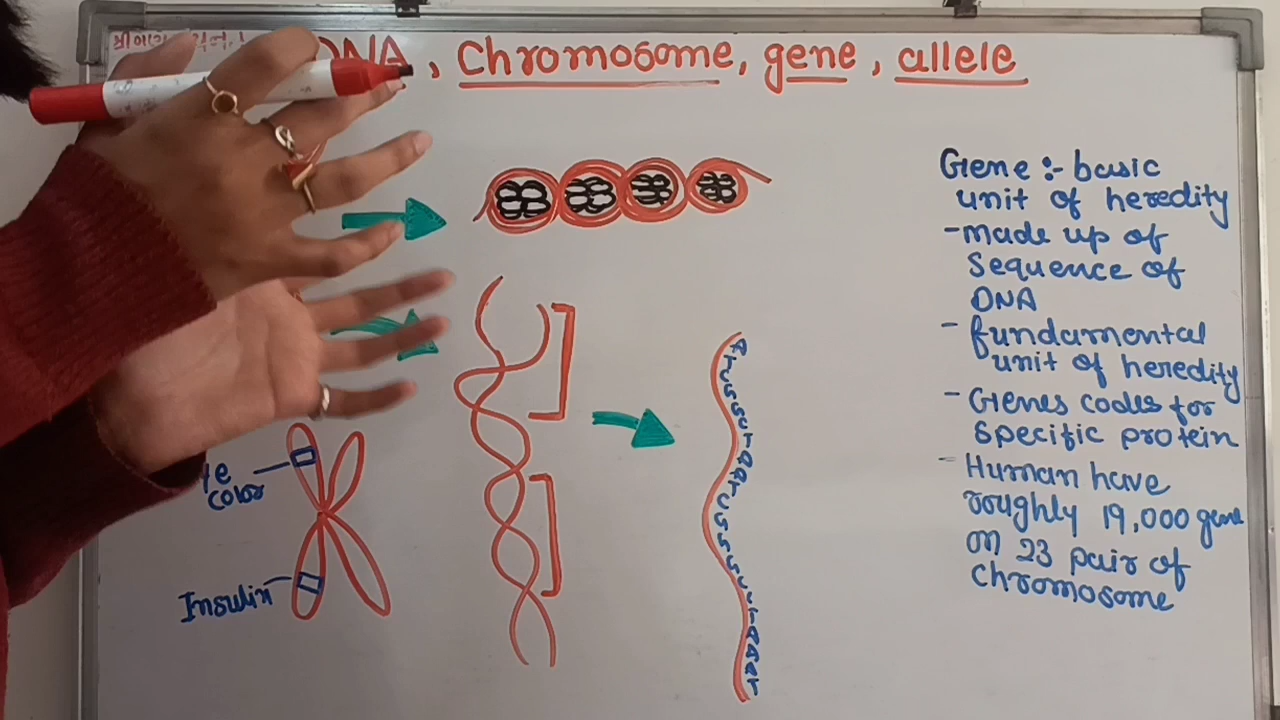 DNA, Chromosome, gene, allele
Gene :- basic
unit of heredity
- made up of
Sequence of
DNA
- fundamental
unit of heredity
- Genes codes for
specific protein
- Human have
roughly 19,000 gene
on 23 pair of
Chromosome
color
Insulin